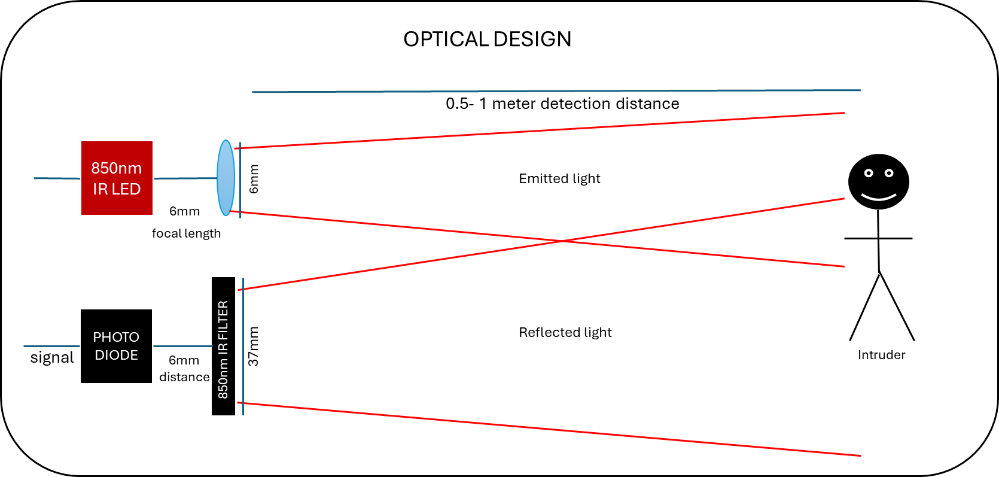 OPTICAL DESIGN
0.5- 1 meter detection distance
850nm
IR LED
6mm
focal length
6mm
Emitted light
PHOTO
DIODE
signal
6mm
distance
850nm IR FILTER
37mm
Reflected light
Intruder